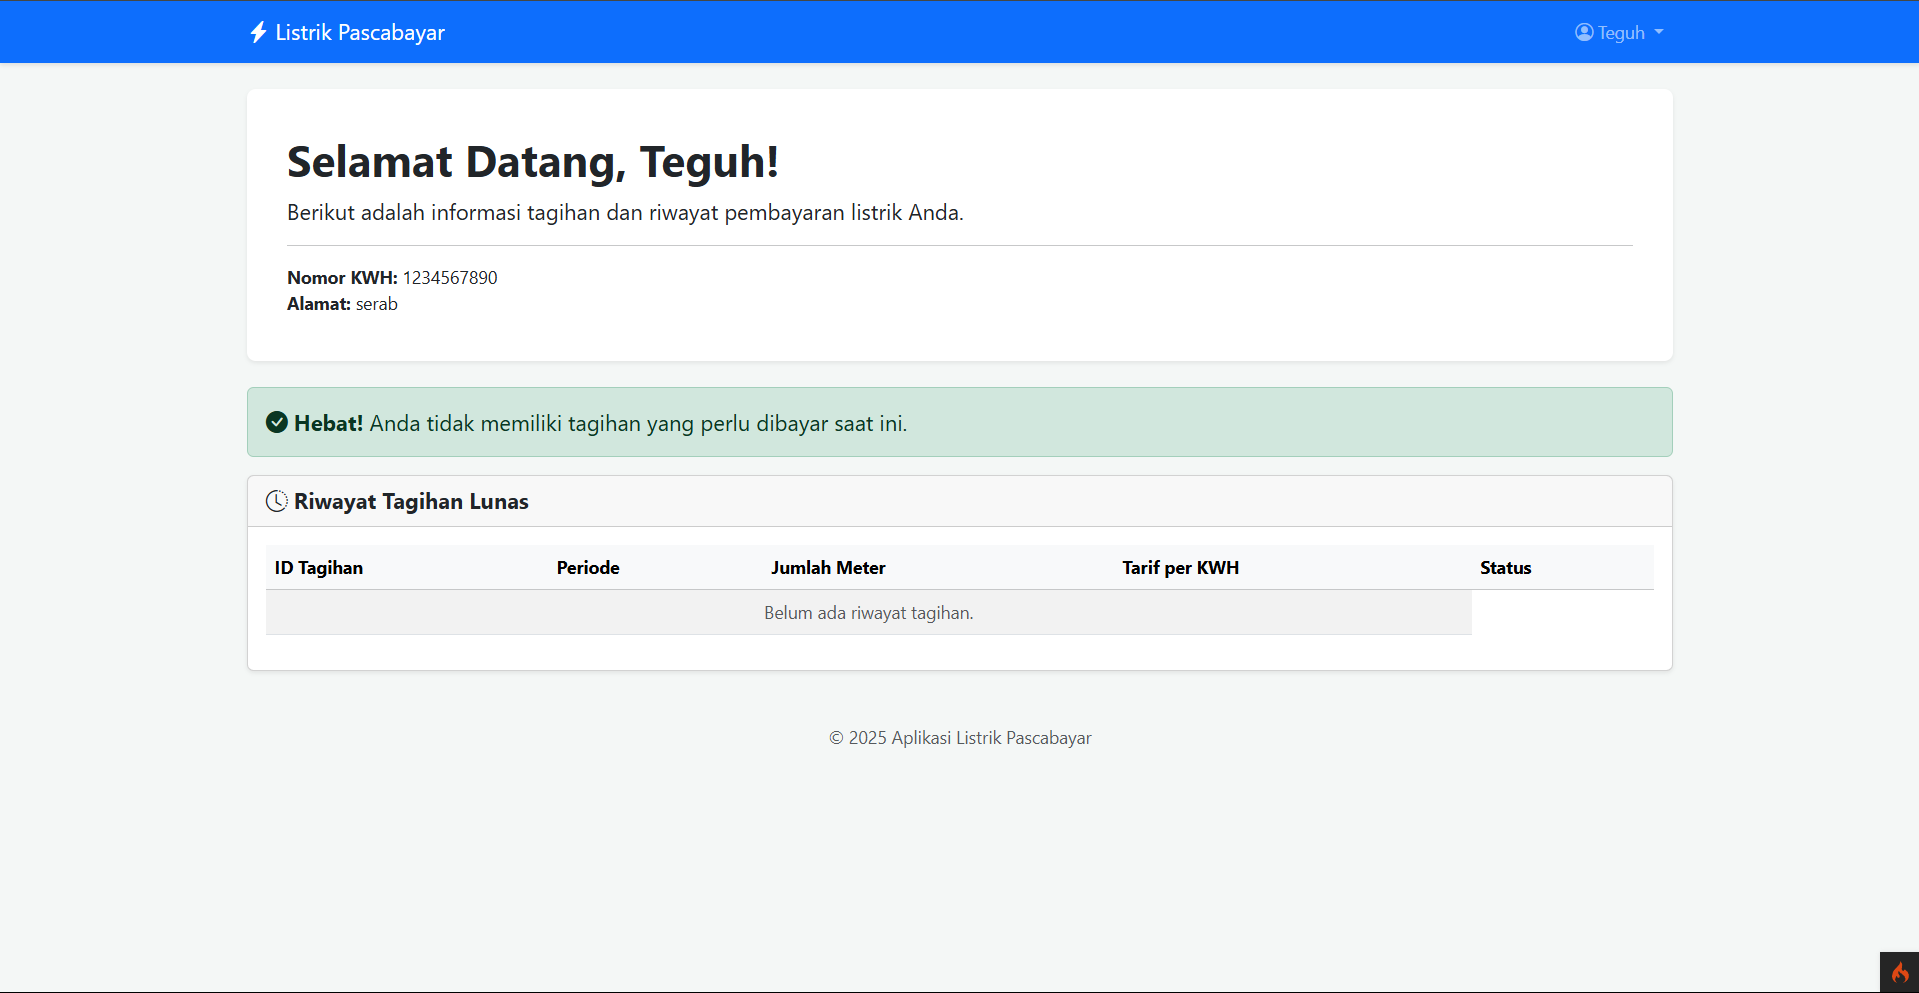 Listrik Pascabayar
Teguh
Selamat Datang, Teguh!
Berikut adalah informasi tagihan dan riwayat pembayaran listrik Anda.
Nomor KWH: 1234567890
Alamat: serab
Hebat! Anda tidak memiliki tagihan yang perlu dibayar saat ini.
Riwayat Tagihan Lunas
ID Tagihan Periode Jumlah Meter Tarif per KWH Status
Belum ada riwayat tagihan.
© 2025 Aplikasi Listrik Pascabayar